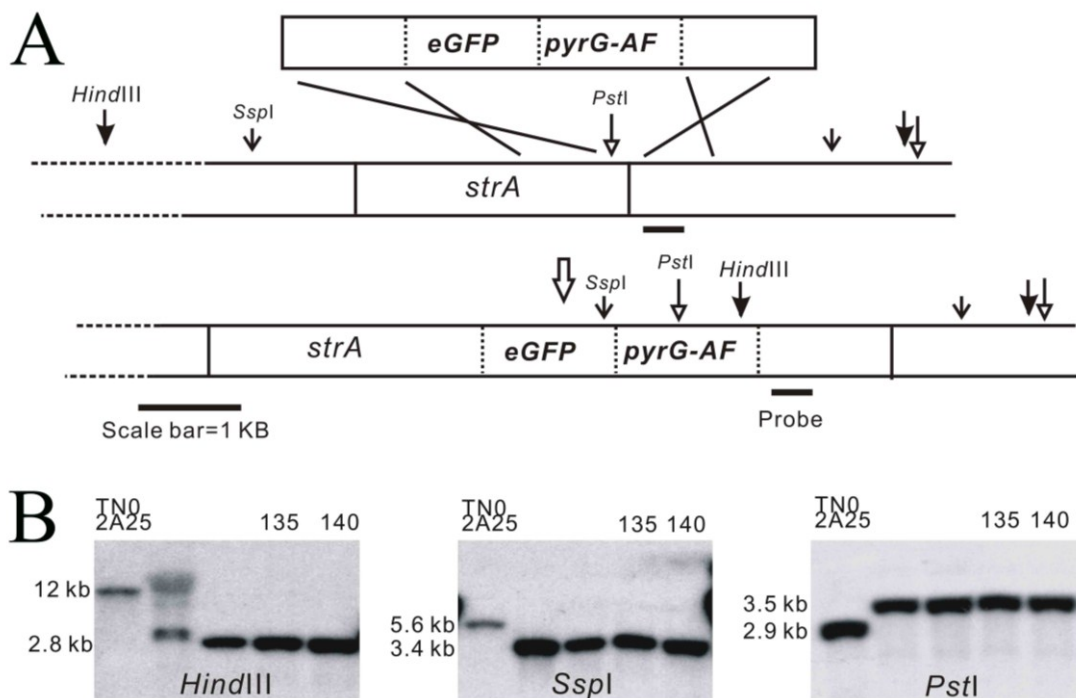 A
eGFP pyrG-AF
HindIII
SspI
PstI
strA
SspI
PstI
HindIII
strA
eGFP pyrG-AF
Scale bar=1 KB
Probe
B
TN0
2A25 135 140
12 kb
2.8 kb
HindIII
TN0
2A25 135 140
5.6 kb
3.4 kb
SspI
TN0
2A25 135 140
3.5 kb
2.9 kb
PstI